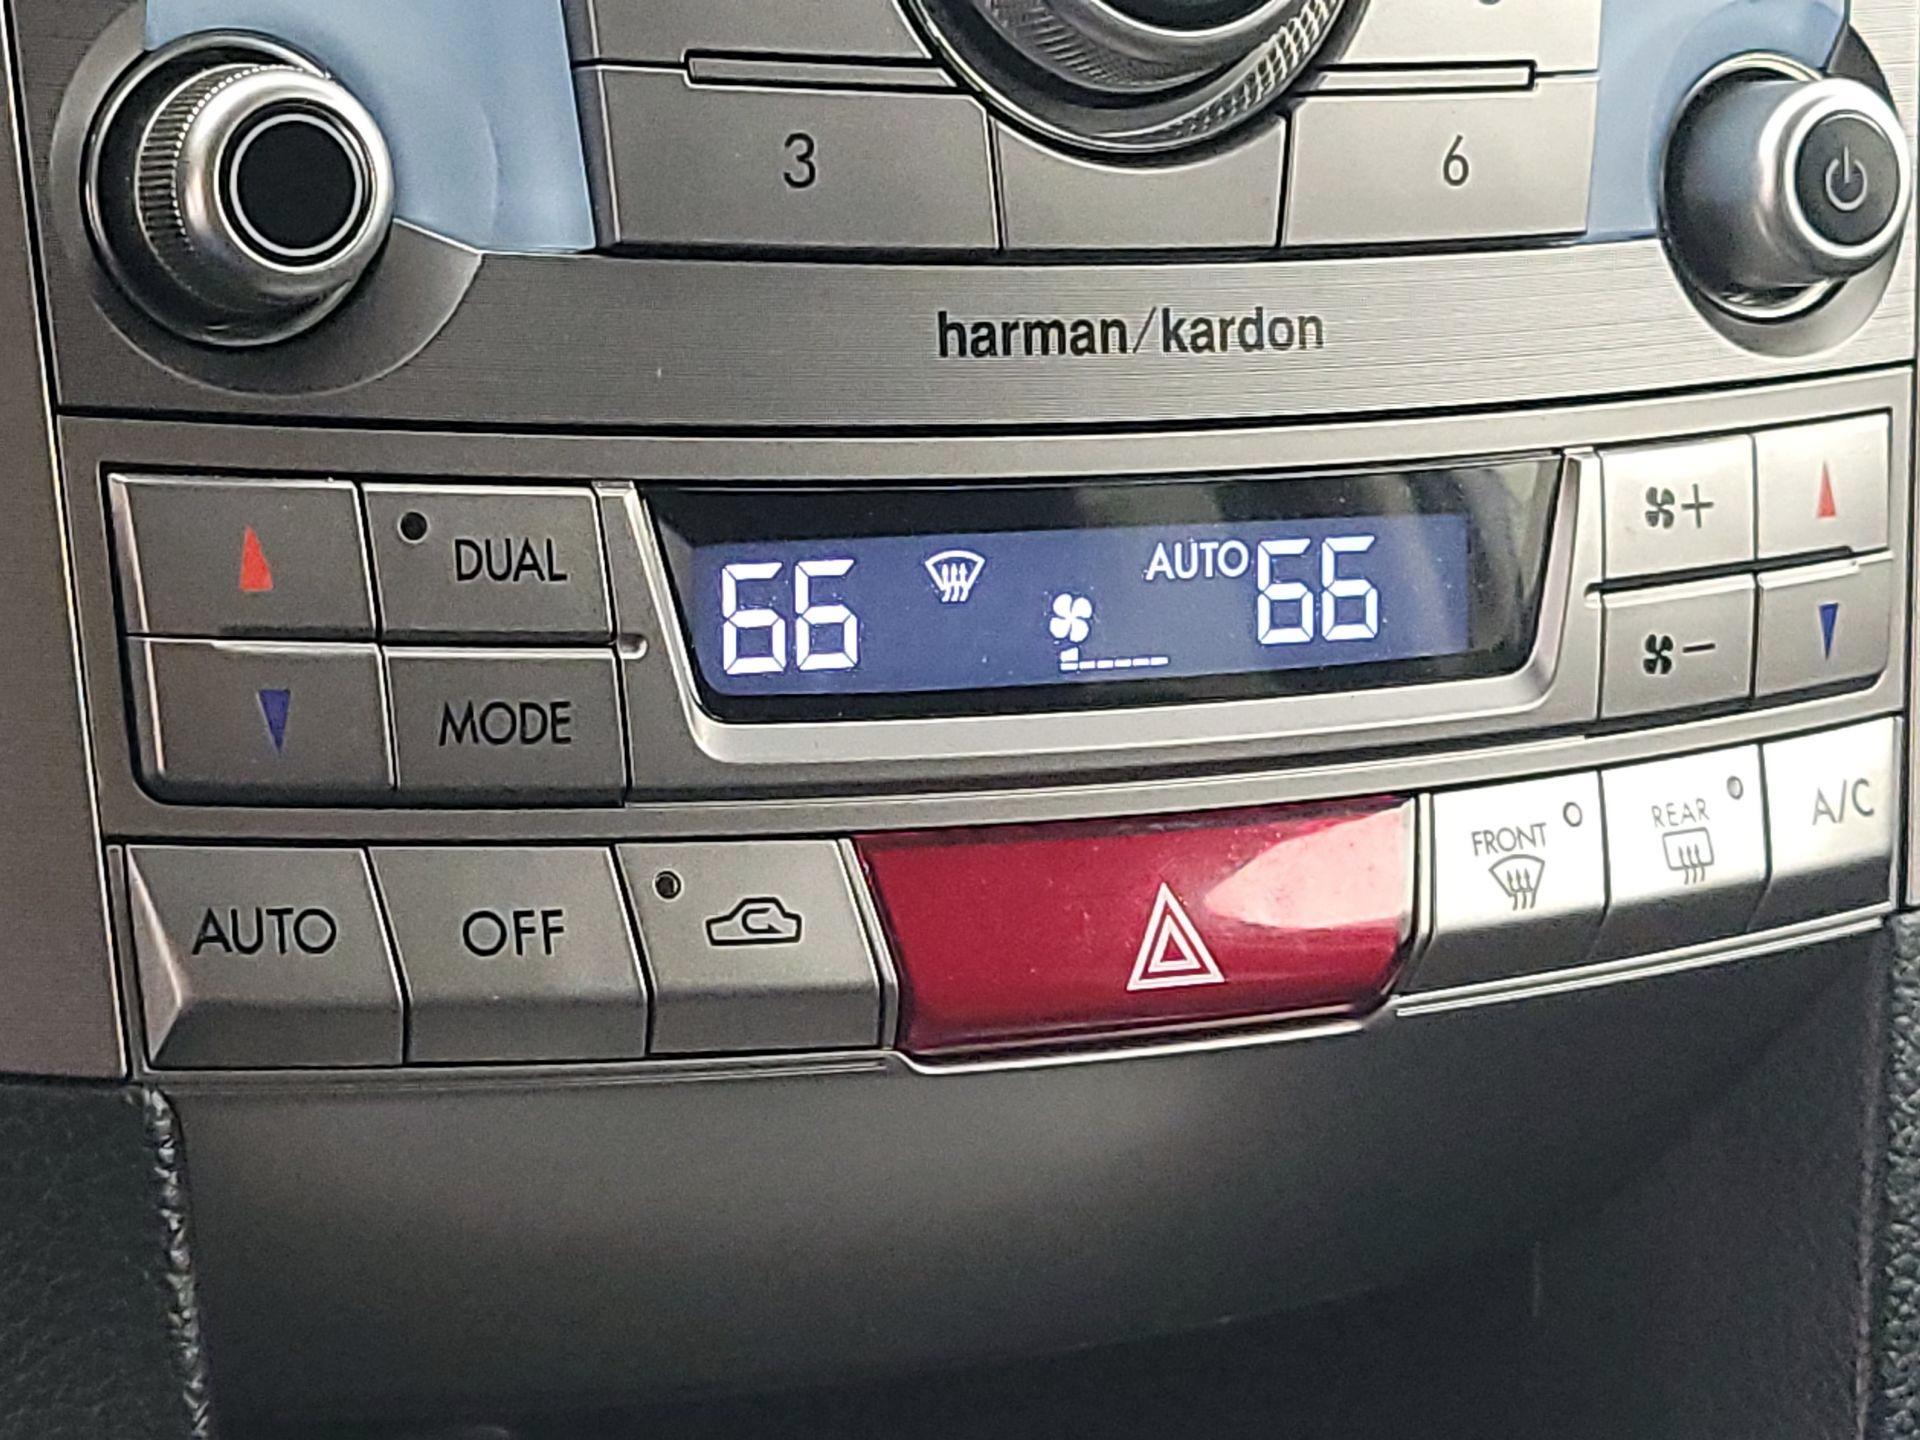 3
6
harman/kardon
DUAL
66
AUTO
66
+
MODE
-
AUTO
OFF
FRONT
REAR
A/C